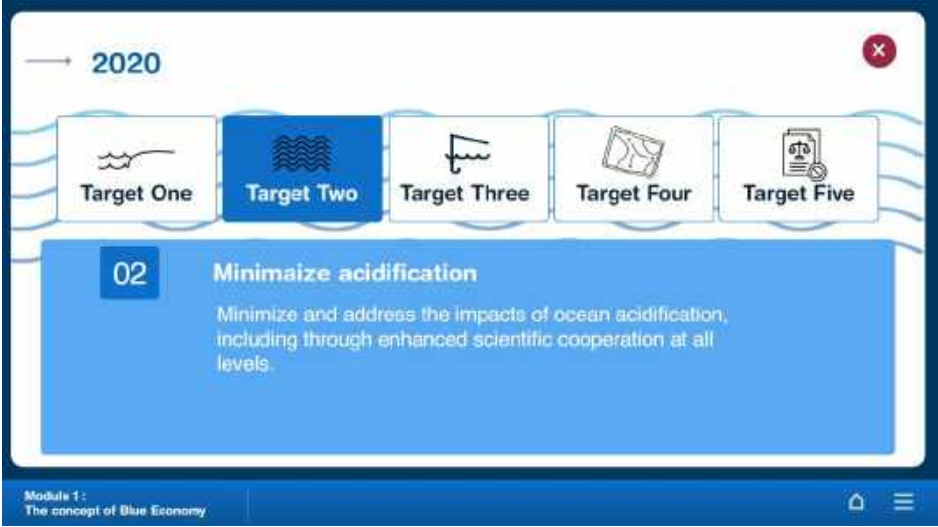 2020
Target One
Target Two
Target Three
Target Four
Target Five
02
Minimaize acidification
Minimize and address the impacts of ocean acidification,
including through enhanced scientific cooperation at all
levels.
Module 1 :
The concept of Blue Economy